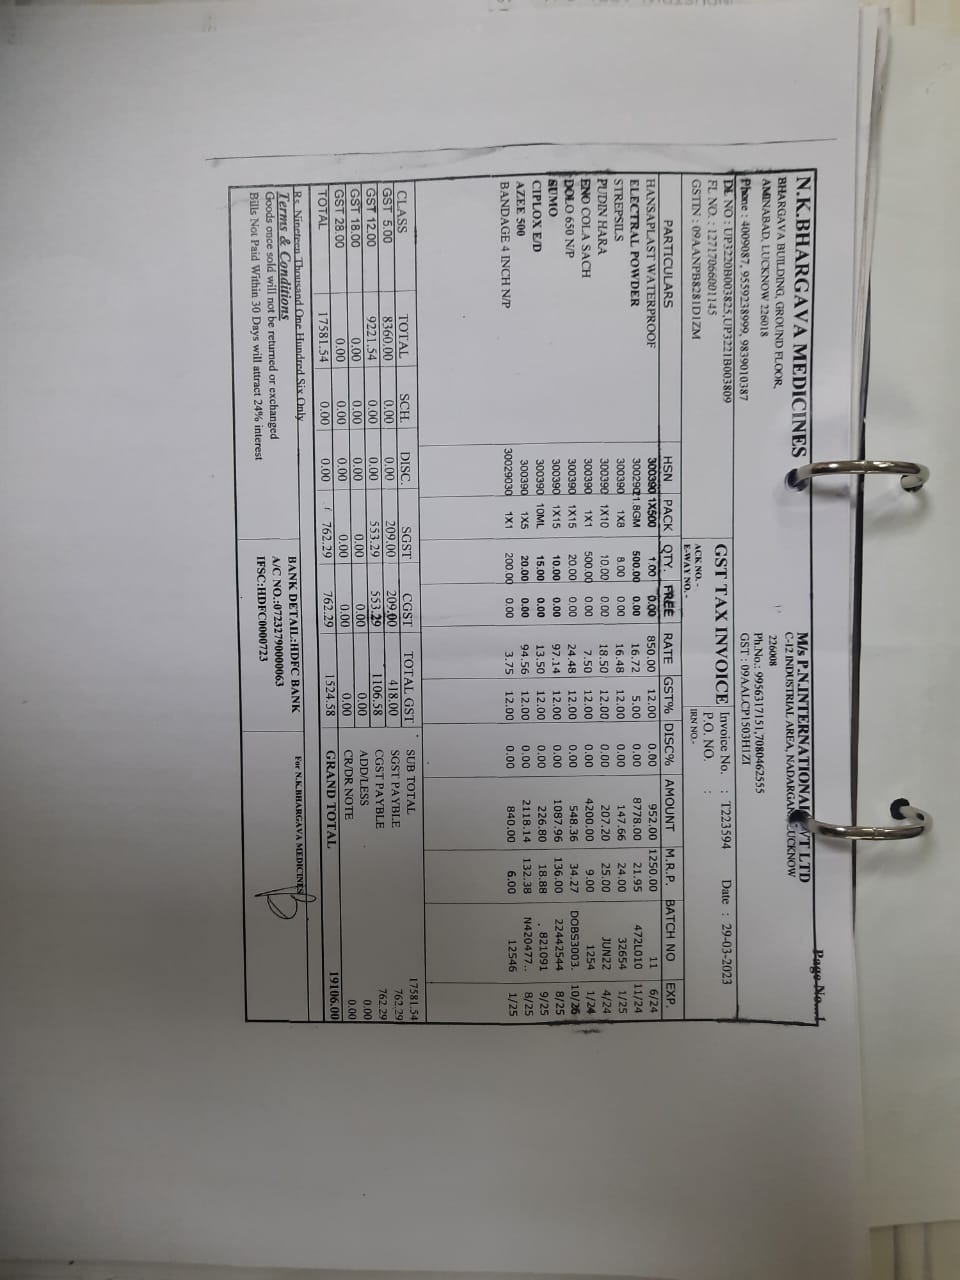 Page No...1
N.K.BHARGAVA MEDICINES
BHARGAVA BUILDING, GROUND FLOOR,
AMINABAD, LUCKNOW 226018
Phone : 4009087, 9559238999, 9839010387
M/s P.N.INTERNATIONAL VT LTD
C-12 INDUSTRIAL AREA, NADARGAN UCKNOW
226008
Ph.No.: 9956317151,7080462555
GST : 09AALCP1503H1ZI
DL NO : UP3220B003825,UP3221B003809
FL NO. : 12717066001145
GSTIN : 09AANPB8281D1ZM
GST TAX INVOICE
ACK NO. -
E-WAY NO. -
Invoice No. : T223594 Date : 29-03-2023
P.O. NO. :
IRN NO.-
PARTICULARS HSN PACK QTY. FREE RATE GST% DISC% AMOUNT M.R.P. BATCH NO EXP.
HANSAPLAST WATERPROOF 300390 1X500 1.00 0.00 850.00 12.00 0.00 952.00 1250.00 11 6/24
ELECTRAL POWDER 3002902 1.8GM 500.00 0.00 16.72 5.00 0.00 8778.00 21.95 472L010 11/24
STREPSILS 300390 1X8 8.00 0.00 16.48 12.00 0.00 147.66 24.00 32654 1/25
PUDIN HARA 300390 1X10 10.00 0.00 18.50 12.00 0.00 207.20 25.00 JUN22 4/24
ENO COLA SACH 300390 1X1 500.00 0.00 7.50 12.00 0.00 4200.00 9.00 1254 1/24
DOLO 650 N/P 300390 1X15 20.00 0.00 24.48 12.00 0.00 548.36 34.27 DOBS3003. 10/26
SUMO 300390 1X15 10.00 0.00 97.14 12.00 0.00 1087.96 136.00 22442544 8/25
CIPLOX E/D 300390 10ML 15.00 0.00 13.50 12.00 0.00 226.80 18.88 821091 9/25
AZEE 500 300390 1X5 20.00 0.00 94.56 12.00 0.00 2118.14 132.38 N420477.. 8/25
BANDAGE 4 INCH N/P 30029030 1X1 200.00 0.00 3.75 12.00 0.00 840.00 6.00 12546 1/25
CLASS TOTAL SCH. DISC. SGST CGST TOTAL GST
GST 5.00 8360.00 0.00 0.00 209.00 209.00 418.00
GST 12.00 9221.54 0.00 0.00 553.29 553.29 1106.58
GST 18.00 0.00 0.00 0.00 0.00 0.00 0.00
GST 28.00 0.00 0.00 0.00 0.00 0.00 0.00
TOTAL 17581.54 0.00 0.00 762.29 762.29 1524.58
SUB TOTAL 17581.54
SGST PAYBLE 762.29
CGST PAYBLE 762.29
ADD/LESS 0.00
CR/DR NOTE 0.00
GRAND TOTAL 19106.00
Rs. Nineteen Thousand One Hundred Six Only
Terms & Conditions
Goods once sold will not be returned or exchanged
Bills Not Paid Within 30 Days will attract 24% interest
BANK DETAIL:HDFC BANK
A/C NO.:07232790000063
IFSC:HDFC0000723
For N.K.BHARGAVA MEDICINES